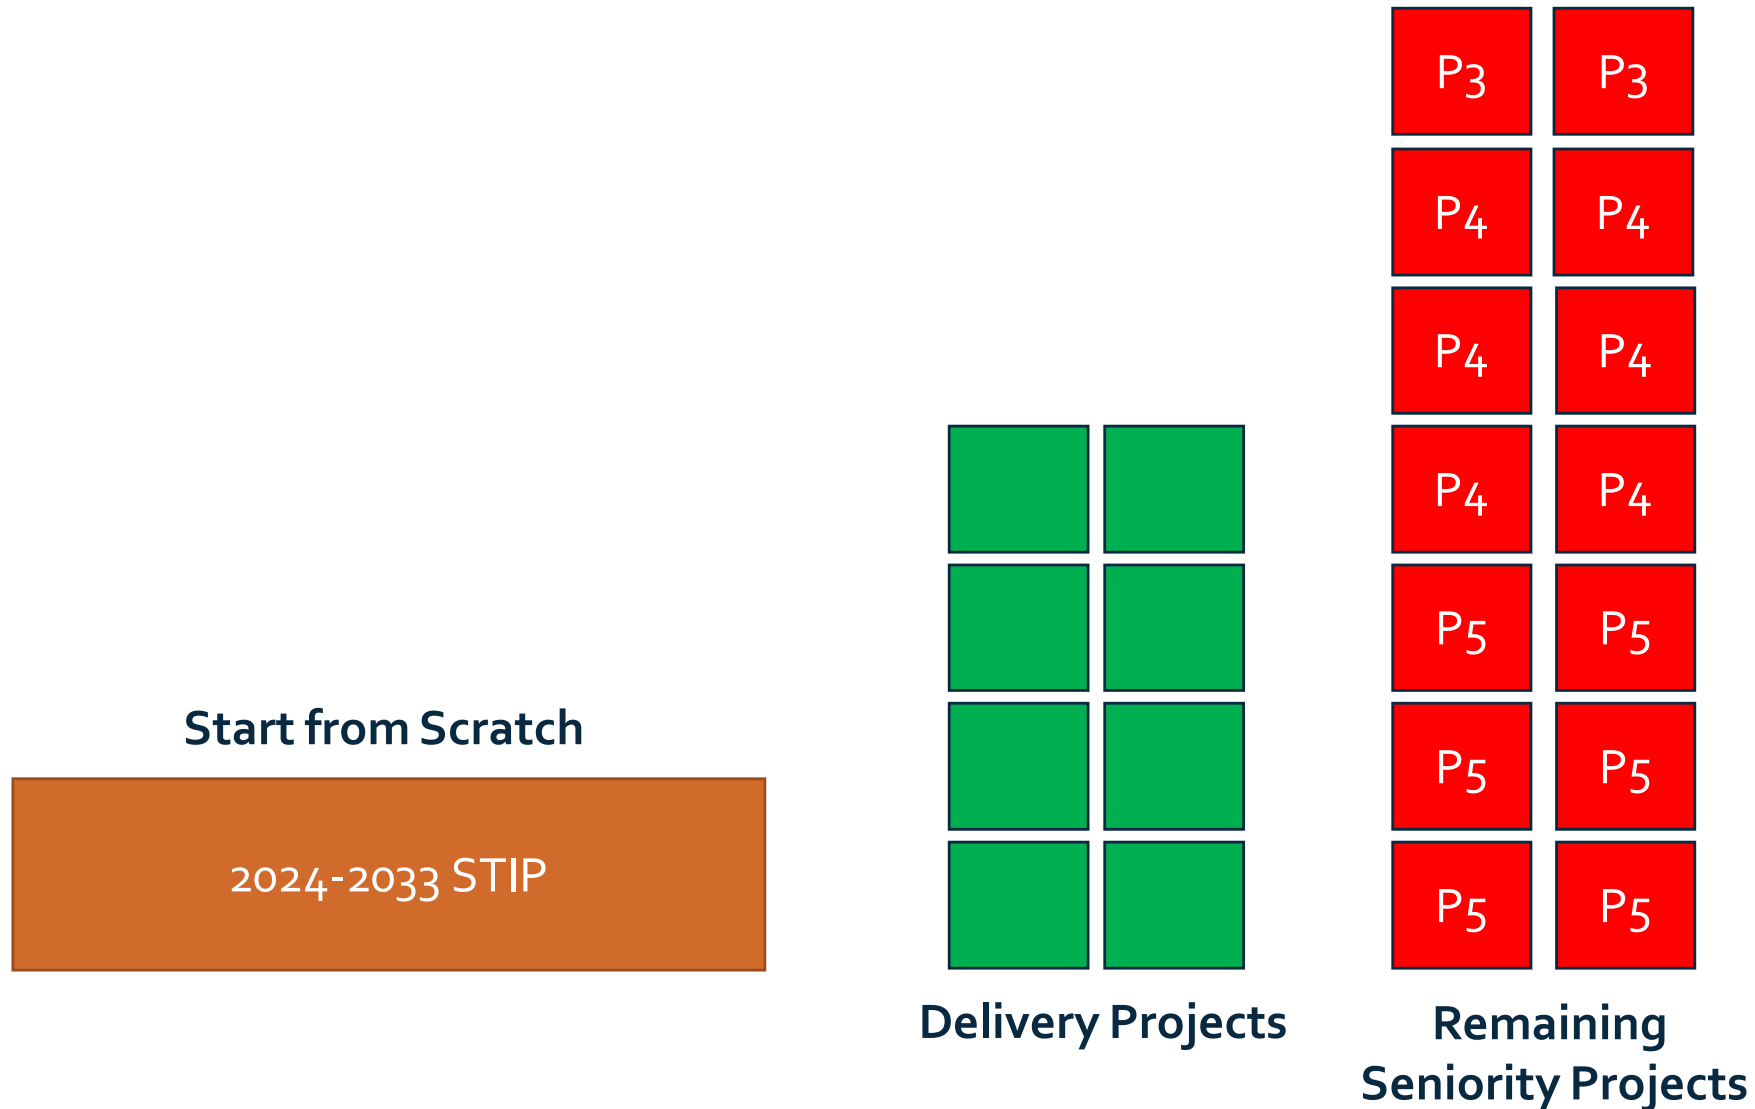 P3 P3
P4 P4
P4 P4
P4 P4
P5 P5
P5 P5
P5 P5
Start from Scratch
2024-2033 STIP
Delivery Projects
Remaining
Seniority Projects